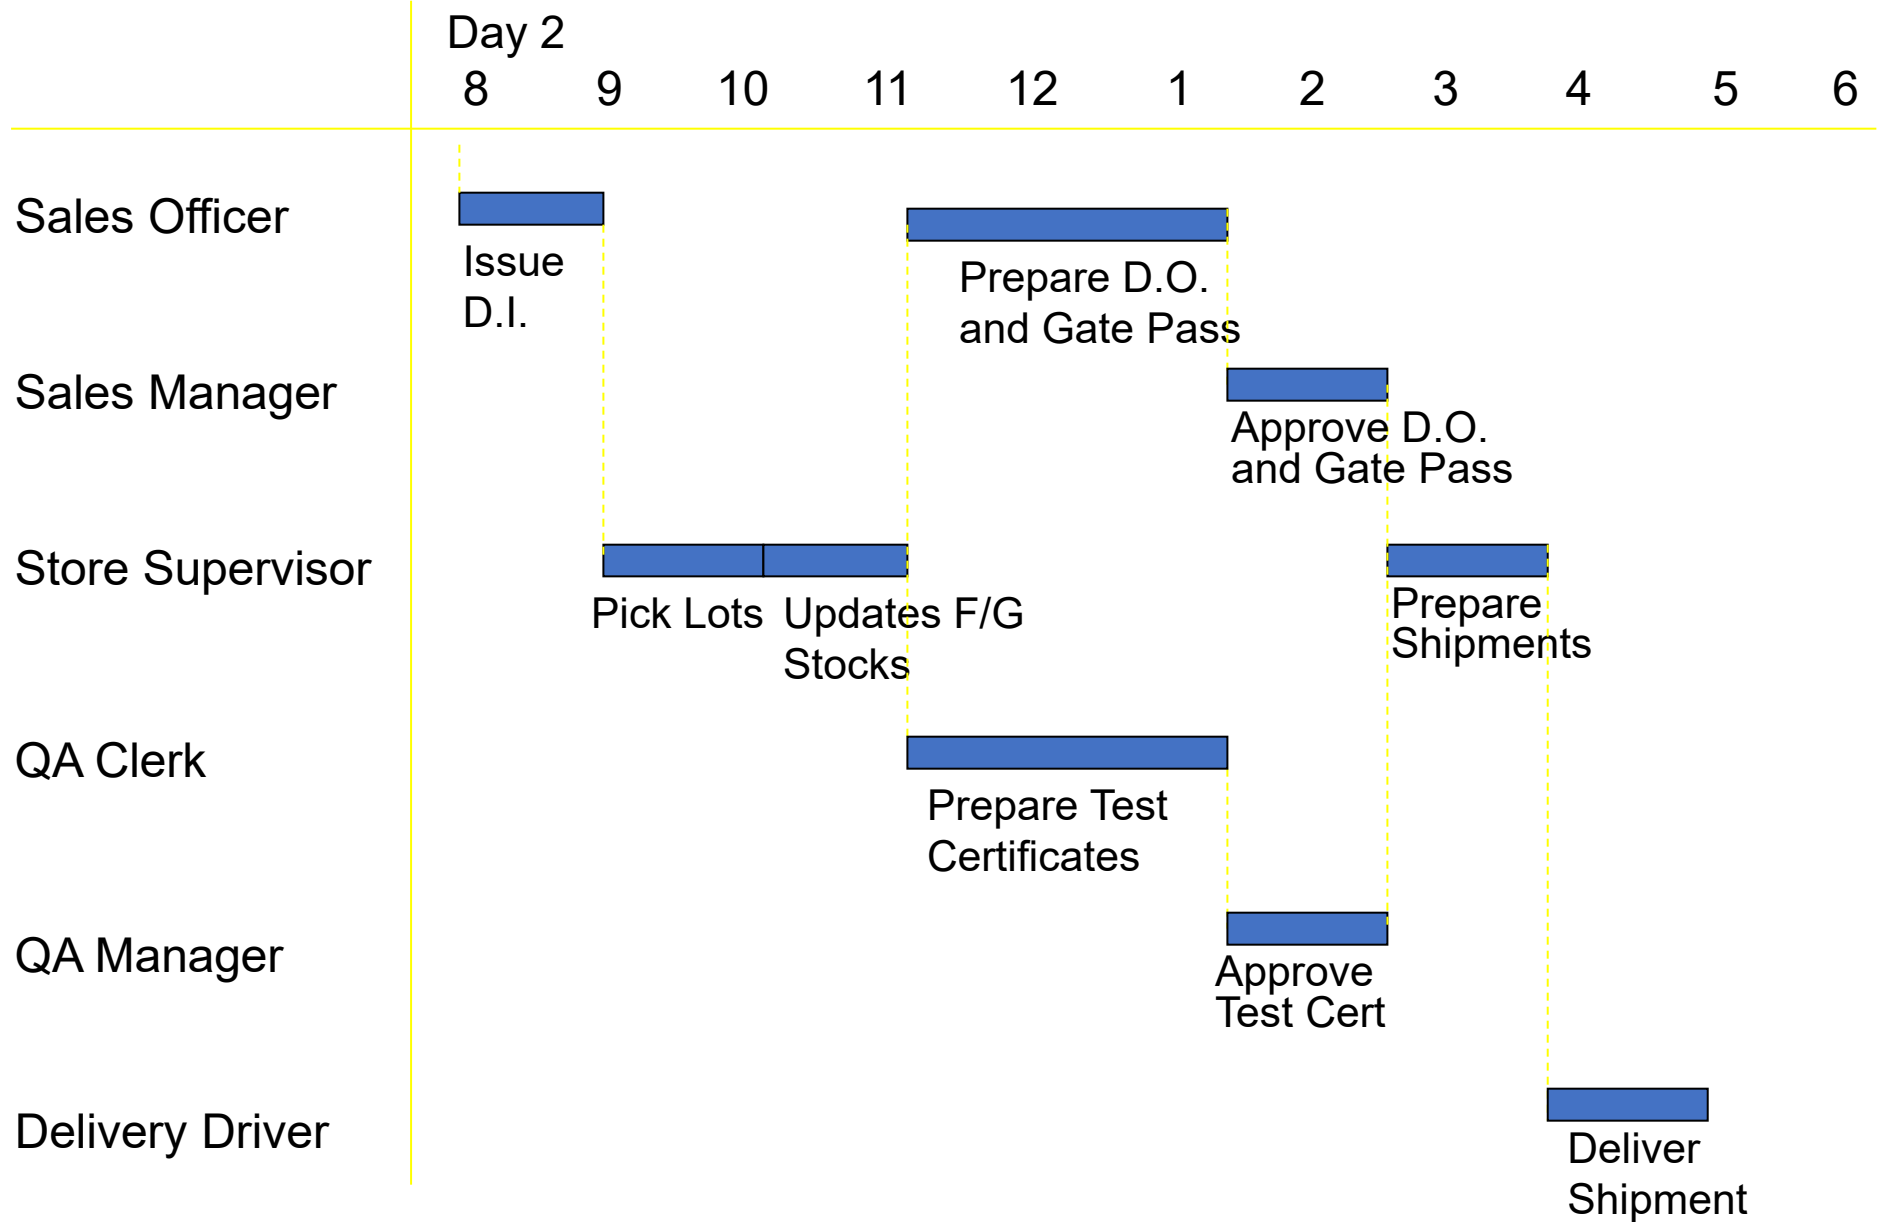 Day 2
8 9 10 11 12 1 2 3 4 5 6
Sales Officer
Issue
D.I.
Prepare D.O.
and Gate Pass
Sales Manager
Approve D.O.
and Gate Pass
Store Supervisor
Pick Lots
Updates F/G
Stocks
Prepare
Shipments
QA Clerk
Prepare Test
Certificates
QA Manager
Approve
Test Cert
Delivery Driver
Deliver
Shipment